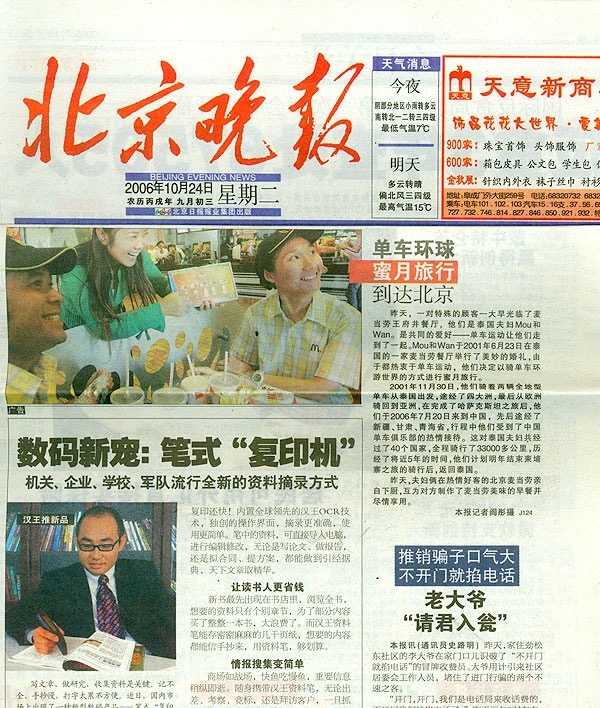 北京晚报
BEIJING EVENING NEWS
2006年10月24日 星期二
农历丙戌年 九月初三
北京日报报业集团出版
天气消息
今夜
阴部分地区小雨转多云
南转北一二转三四级
最低气温7℃
明天
多云转晴
偏北风三四级
最高气温15℃
天意
天意新商
饰品花花大世界·
900家：珠宝首饰 头饰服饰 厂
600家：箱包皮具 公文包 学生包
金秋展：针织内外衣 袜子丝巾 衬衫
地址:阜成门外大街259号 电话:68320732 6832
乘车:电车101、102、103汽车15、16支、37、56、65
727、732、746、814、827、846、850、921、932、特
广告
单车环球
蜜月旅行
到达北京
昨天，一对特殊的顾客一大早光临了麦
当劳王府井餐厅，他们是泰国夫妇Mou和
Wan。是共同的爱好——单车运动让他们走
到了一起。Mou和Wan于2001年6月23日在泰
国的一家麦当劳餐厅举行了美妙的婚礼，由
于都热衷于单车运动，他们决定以骑单车环
游世界的方式进行蜜月旅行。
2001年11月30日，他们骑着两辆全地型
单车从泰国出发，途经了四大洲，最后从欧洲
骑回到亚洲，在完成了哈萨克斯坦之旅后，他
们于2006年7月20日来到中国，先后途经了
新疆、甘肃、青海省，行程中他们受到了中国
单车俱乐部的热情接待。这对泰国夫妇共经
过了40个国家，全程骑行了33000多公里，历
经了将近5年的时间，他们计划明年结束柬埔
寨之旅的骑行后，返回泰国。
昨天，夫妇俩在热情好客的北京麦当劳亲
自下厨，互为对方制作了麦当劳美味的早餐并
尽情享用。
本报记者阎彤摄 J124
数码新宠：笔式“复印机”
机关、企业、学校、军队流行全新的资料摘录方式
汉王推新品
写文章、做研究，收集资料是关键，记不
全、手抄慢，打字太累不方便。近日，国内市
场上出现了一种新型数码产品——笔式“复印
复印还快！内置全球领先的汉王OCR技
术，独创的操作界面，摘录更准确，使
用更简单。笔中的资料，可直接导入电脑，
进行编辑修改，无论是写论文、做报告，
还是拟合同、提方案，都能做到引经据
典，天下文章取精华。
让读书人更省钱
新书最先出现在书店里，浏览全书，
想要的资料只有个别章节，为了部分内容
买了整整一本书，太浪费了。而汉王资料
笔能存密密麻麻的几千页纸，想要的内容
都能信手抄来，用资料笔，够划算。
情报搜集变简单
商场如战场，快鱼吃慢鱼，重要信息
稍纵即逝。随身携带汉王资料笔，无论出
差、考察、竞标，还是拜访客户，一旦抓
推销骗子口气大
不开门就掐电话
老大爷
“请君入瓮”
本报讯(通讯员史路明) 昨天，家住劲松
东社区的李大爷在家门口儿识破了“不开门
就掐电话”的冒牌收费员。大爷用计引来社区
居委会工作人员，堵住了进门行骗的两个不
速之客。
“开门，开门，我们是电话局来收话费的，